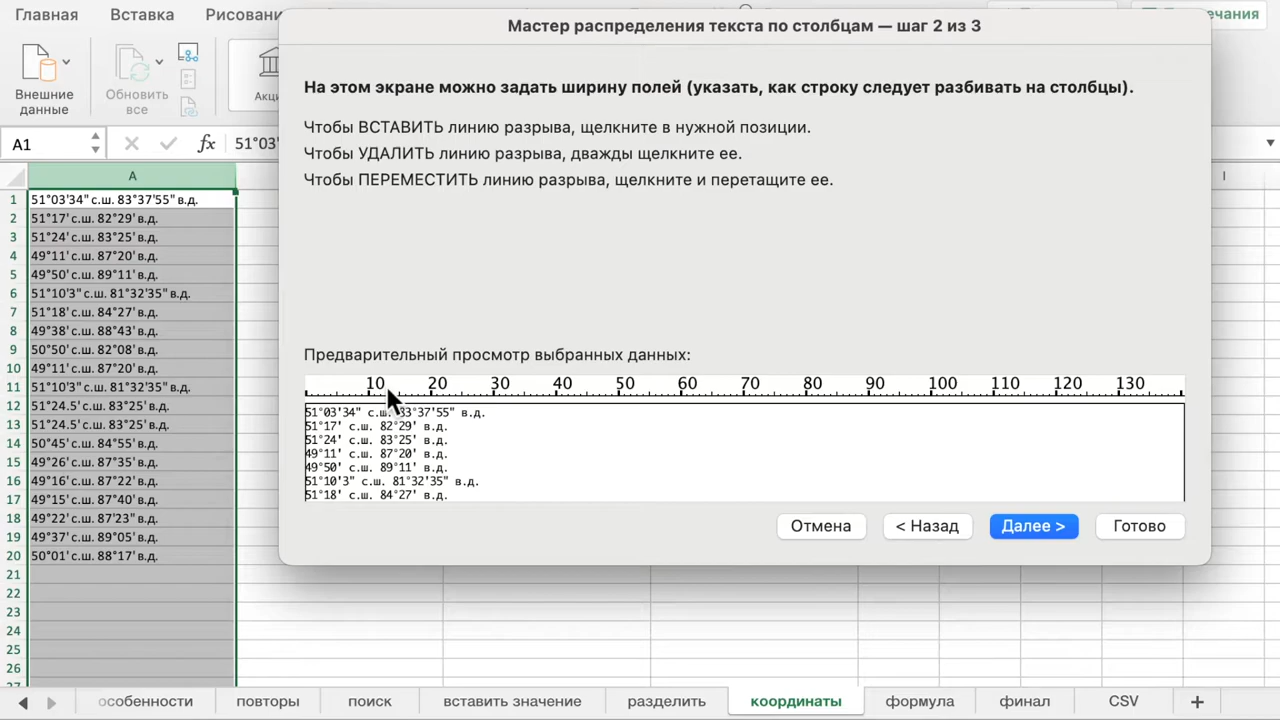 Главная Вставка Рисовани
Мастер распределения текста по столбцам — шаг 2 из 3
Внешние данные
Обновить все
Акци
A1
fx
51°03'
На этом экране можно задать ширину полей (указать, как строку следует разбивать на столбцы).
Чтобы ВСТАВИТЬ линию разрыва, щелкните в нужной позиции.
Чтобы УДАЛИТЬ линию разрыва, дважды щелкните ее.
Чтобы ПЕРЕМЕСТИТЬ линию разрыва, щелкните и перетащите ее.
A I
1 51°03'34" с.ш. 83°37'55" в.д.
2 51°17' с.ш. 82°29' в.д.
3 51°24' с.ш. 83°25' в.д.
4 49°11' с.ш. 87°20' в.д.
5 49°50' с.ш. 89°11' в.д.
6 51°10'3" с.ш. 81°32'35" в.д.
7 51°18' с.ш. 84°27' в.д.
8 49°38' с.ш. 88°43' в.д.
9 50°50' с.ш. 82°08' в.д.
10 49°11' с.ш. 87°20' в.д.
11 51°10'3" с.ш. 81°32'35" в.д.
12 51°24.5' с.ш. 83°25' в.д.
13 51°24.5' с.ш. 83°25' в.д.
14 50°45' с.ш. 84°55' в.д.
15 49°26' с.ш. 87°35' в.д.
16 49°16' с.ш. 87°22' в.д.
17 49°15' с.ш. 87°40' в.д.
18 49°22' с.ш. 87'23" в.д.
19 49°37' с.ш. 89°05' в.д.
20 50°01' с.ш. 88°17' в.д.
21
22
23
24
25
26
Предварительный просмотр выбранных данных:
10 20 30 40 50 60 70 80 90 100 110 120 130
51°03'34" с.ш. 83°37'55" в.д.
51°17' с.ш. 82°29' в.д.
51°24' с.ш. 83°25' в.д.
49°11' с.ш. 87°20' в.д.
49°50' с.ш. 89°11' в.д.
51°10'3" с.ш. 81°32'35" в.д.
51°18' с.ш. 84°27' в.д.
Отмена < Назад Далее > Готово
особенности повторы поиск вставить значение разделить координаты формула финал CSV +